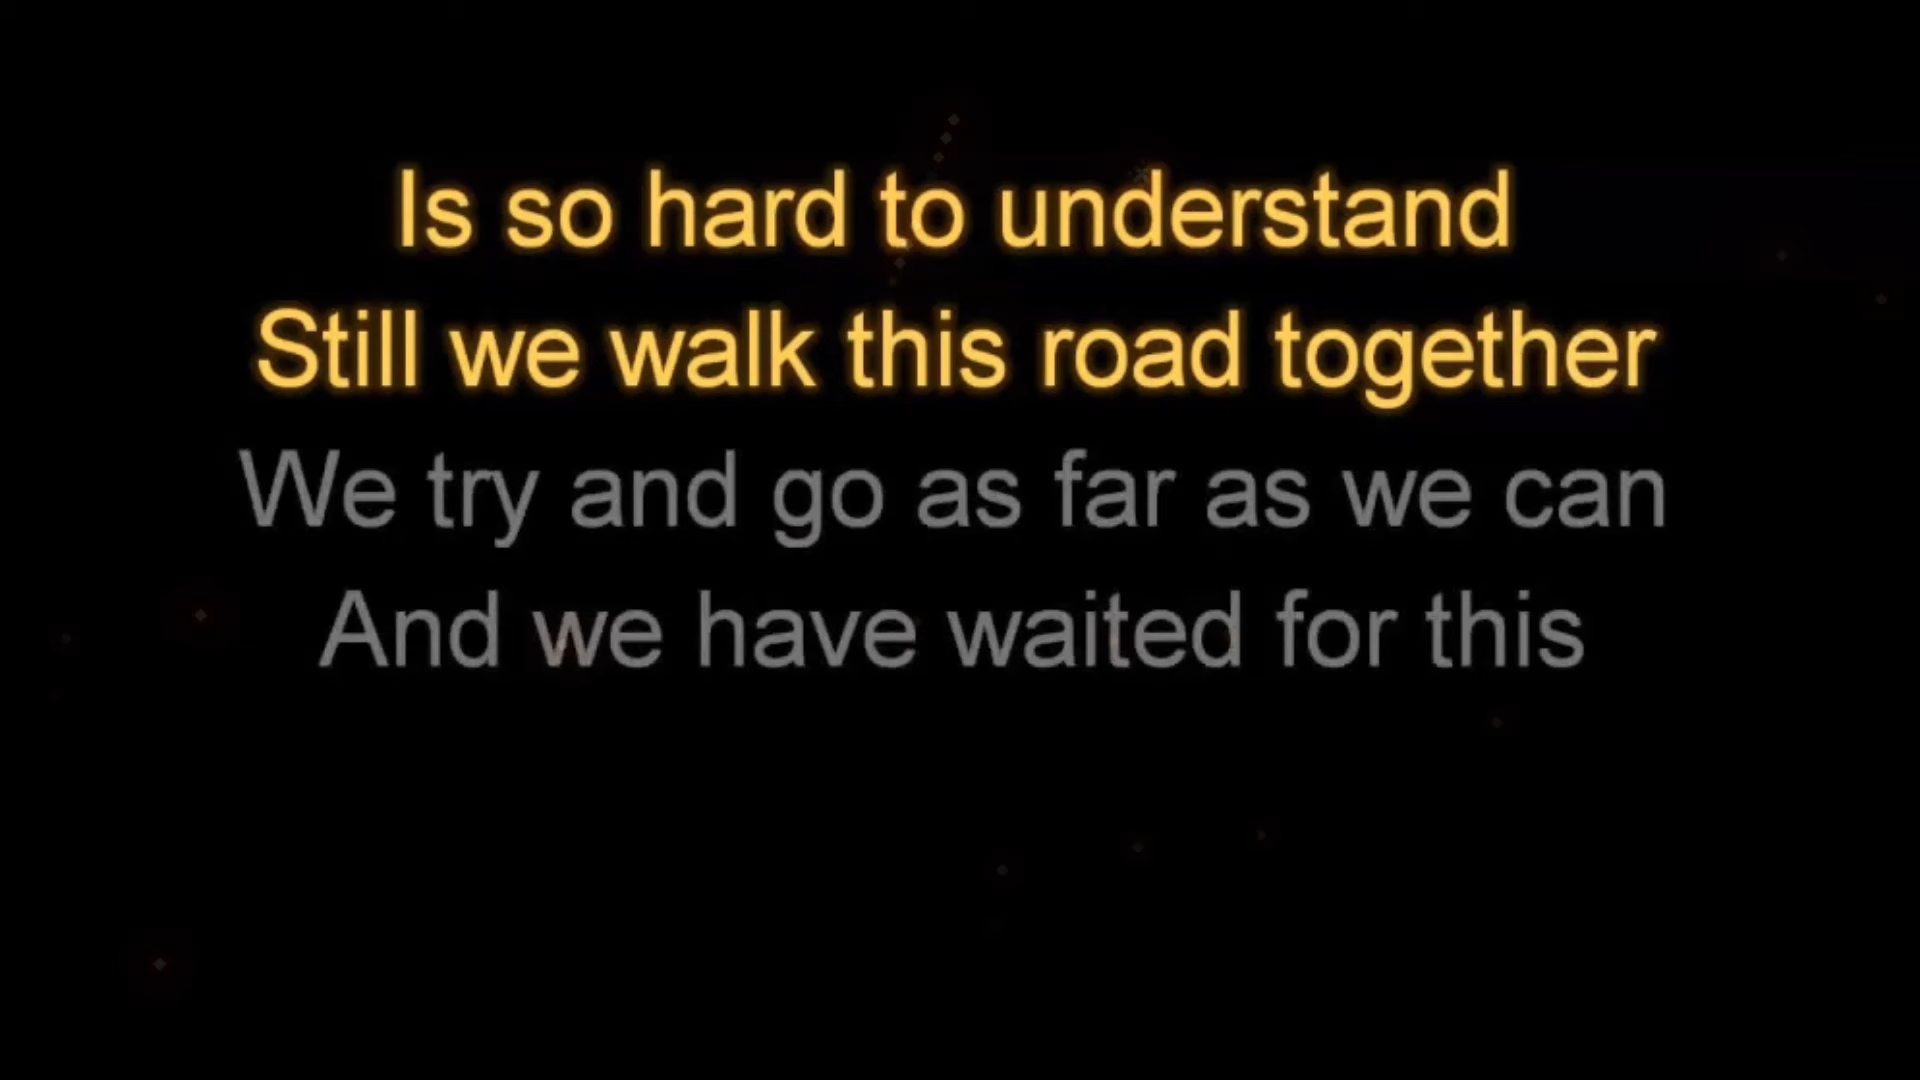 Is so hard to understand
Still we walk this road together
We try and go as far as we can
And we have waited for this